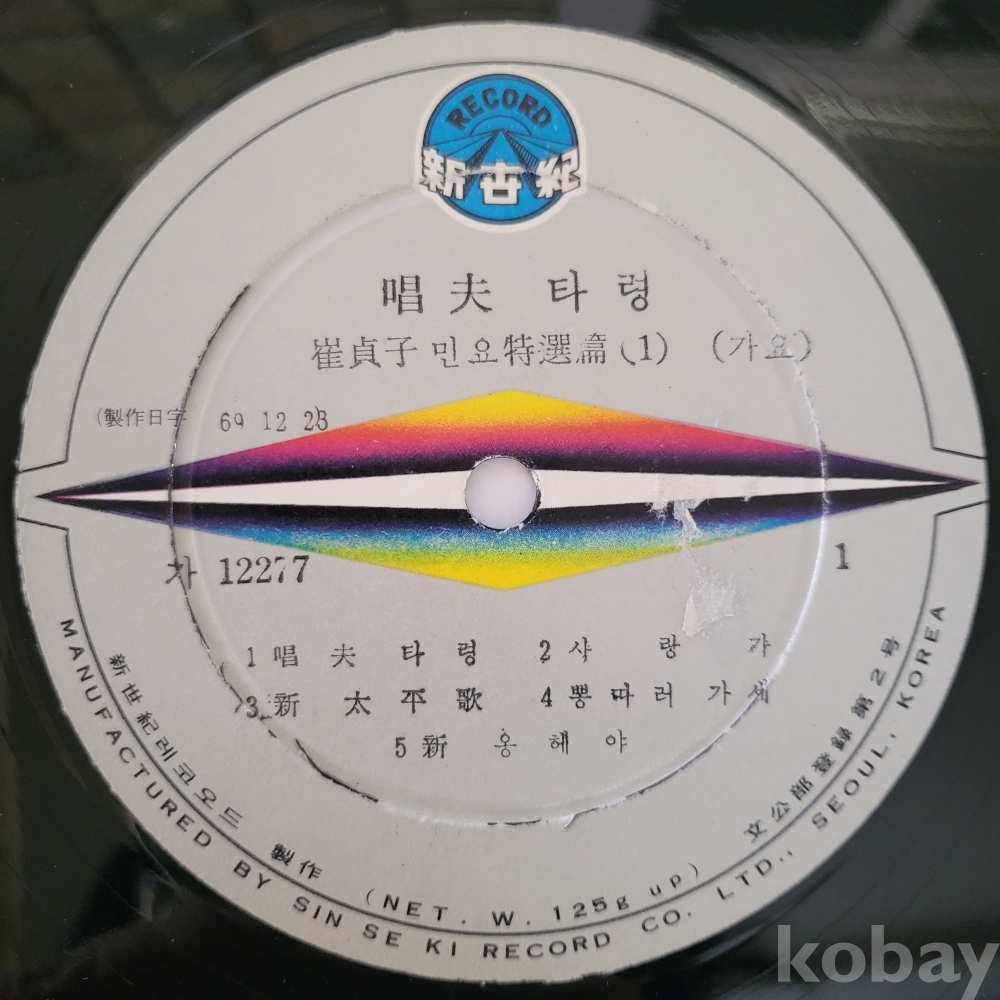 RECORD
新世紀
唱夫 타령
崔貞子 민요特選篇 (1) (가요)
(製作日字 69 12 23)
가 12277
1
1 唱夫타령 2 사랑가
3 新太平歌 4 뽕따러가세
5 新옹헤야
新世紀레코오드 製作 (NET. W. 125g up) 文公部登録第2号
MANUFACTURED BY SIN SE KI RECORD CO. LTD., SEOUL, KOREA
kobay